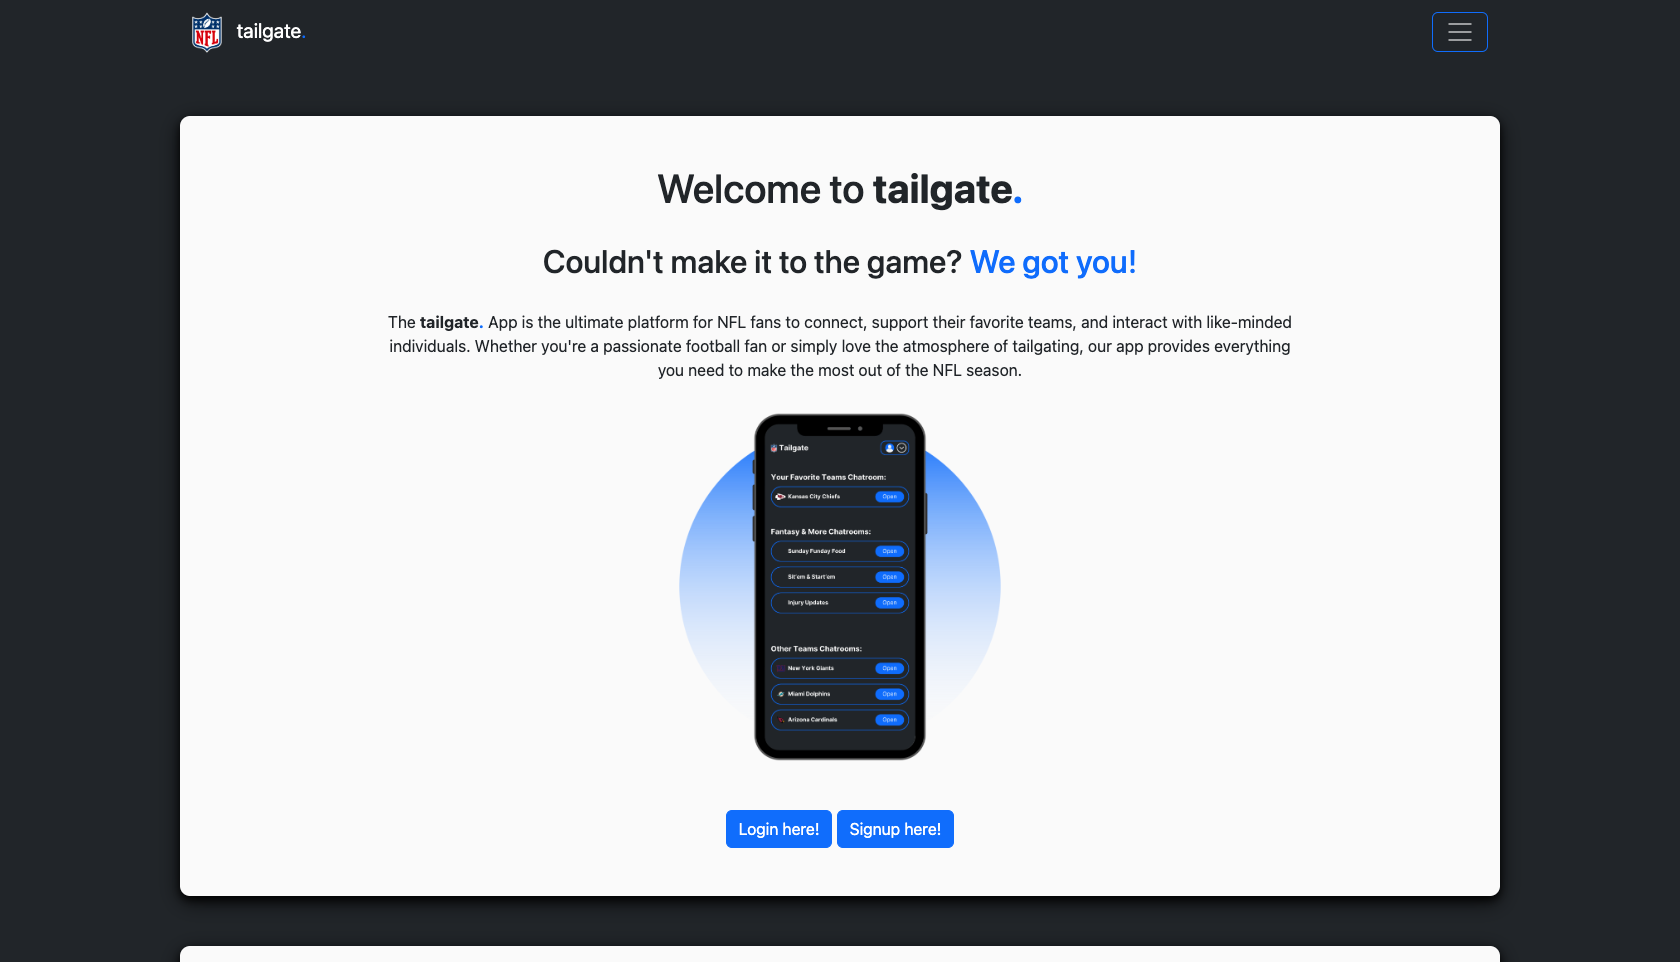 NFL
tailgate.
Welcome to tailgate.
Couldn't make it to the game? We got you!
The tailgate. App is the ultimate platform for NFL fans to connect, support their favorite teams, and interact with like-minded
individuals. Whether you're a passionate football fan or simply love the atmosphere of tailgating, our app provides everything
you need to make the most out of the NFL season.
Tailgate
Your Favorite Teams Chatroom:
Kansas City Chiefs Open
Fantasy & More Chatrooms:
Sunday Funday Food Open
Sit'em & Start'em Open
Injury Updates Open
Other Teams Chatrooms:
New York Giants Open
Miami Dolphins Open
Arizona Cardinals Open
Login here! Signup here!